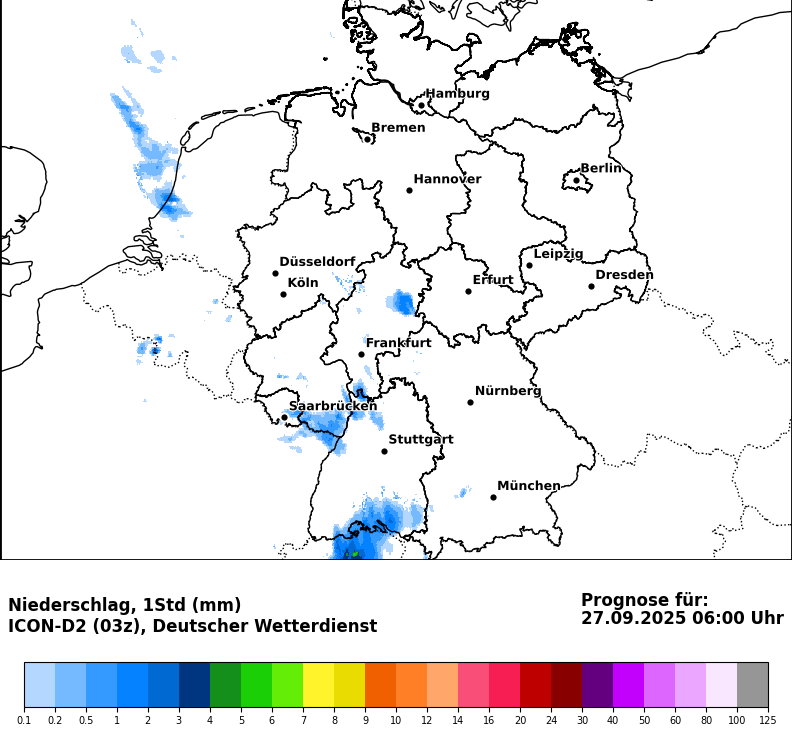 Hamburg
Bremen
Berlin
Hannover
Leipzig
Düsseldorf
Dresden
Köln
Erfurt
Frankfurt
Nürnberg
Saarbrücken
Stuttgart
München
Niederschlag, 1Std (mm)
ICON-D2 (03z), Deutscher Wetterdienst
Prognose für:
27.09.2025 06:00 Uhr
0.1 0.2 0.5 1 2 3 4 5 6 7 8 9 10 12 14 16 20 24 30 40 50 60 80 100 125